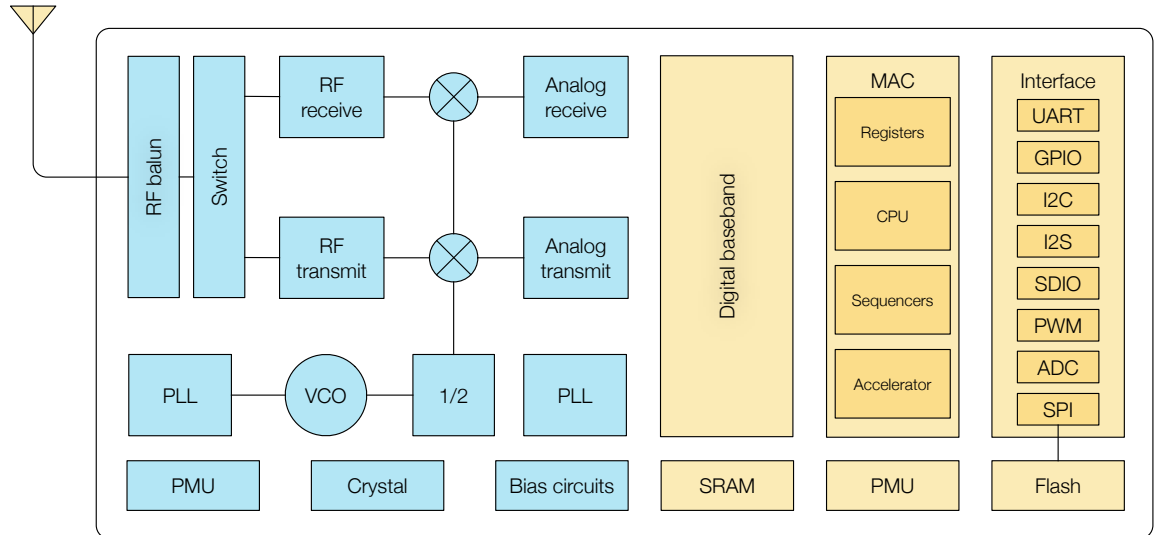 RF balun
Switch
RF
receive
Analog
receive
RF
transmit
Analog
transmit
PLL
VCO
1/2
PLL
PMU
Crystal
Bias circuits
Digital baseband
SRAM
MAC
Registers
CPU
Sequencers
Accelerator
PMU
Interface
UART
GPIO
I2C
I2S
SDIO
PWM
ADC
SPI
Flash